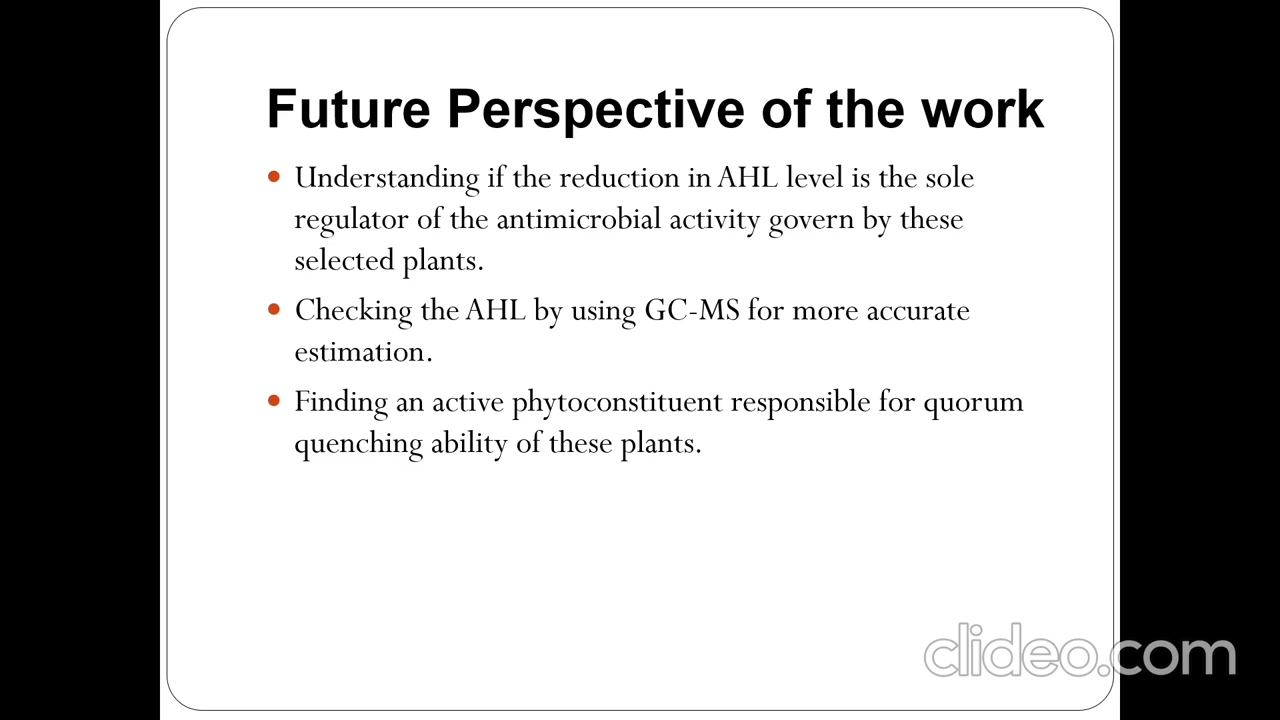 Future Perspective of the work
• Understanding if the reduction in AHL level is the sole
regulator of the antimicrobial activity govern by these
selected plants.
• Checking the AHL by using GC-MS for more accurate
estimation.
• Finding an active phytoconstituent responsible for quorum
quenching ability of these plants.
clideo.com